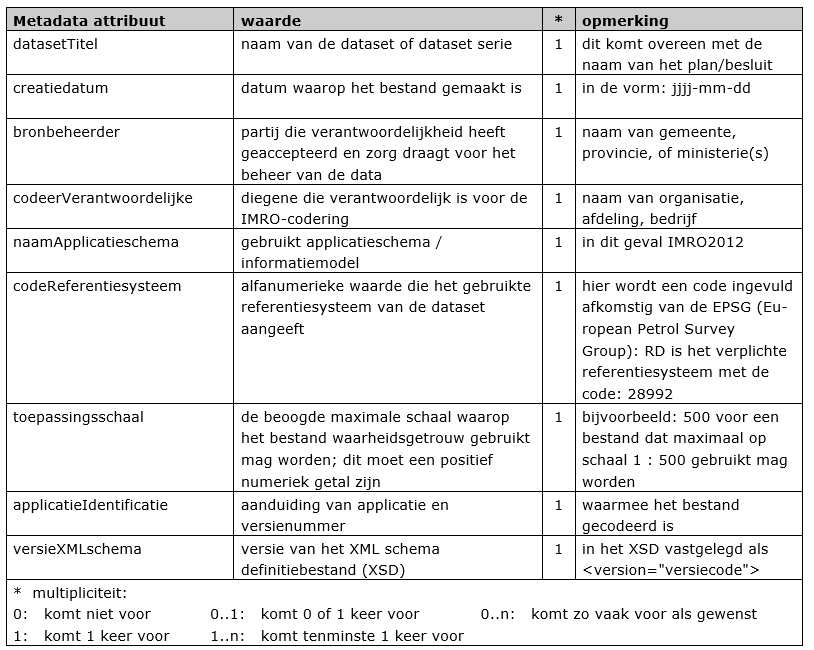 Metadata attribuut waarde * opmerking
datasetTitel naam van de dataset of dataset serie 1 dit komt overeen met de
naam van het plan/besluit
creatiedatum datum waarop het bestand gemaakt is 1 in de vorm: jjjj-mm-dd
bronbeheerder partij die verantwoordelijkheid heeft 1 naam van gemeente,
geaccepteerd en zorg draagt voor het provincie, of ministerie(s)
beheer van de data
codeerVerantwoordelijke diegene die verantwoordelijk is voor de 1 naam van organisatie,
IMRO-codering afdeling, bedrijf
naamApplicatieschema gebruikt applicatieschema / 1 in dit geval IMRO2012
informatiemodel
codeReferentiesysteem alfanumerieke waarde die het gebruikte 1 hier wordt een code ingevuld
referentiesysteem van de dataset afkomstig van de EPSG (Eu-
aangeeft ropean Petrol Survey
Group): RD is het verplichte
referentiesysteem met de
code: 28992
toepassingsschaal de beoogde maximale schaal waarop 1 bijvoorbeeld: 500 voor een
het bestand waarheidsgetrouw gebruikt bestand dat maximaal op
mag worden; dit moet een positief schaal 1 : 500 gebruikt mag
numeriek getal zijn worden
applicatieIdentificatie aanduiding van applicatie en 1 waarmee het bestand
versienummer gecodeerd is
versieXMLschema versie van het XML schema 1 in het XSD vastgelegd als
definitiebestand (XSD) <version="versiecode">
* multipliciteit:
0: komt niet voor 0..1: komt 0 of 1 keer voor 0..n: komt zo vaak voor als gewenst
1: komt 1 keer voor 1..n: komt tenminste 1 keer voor